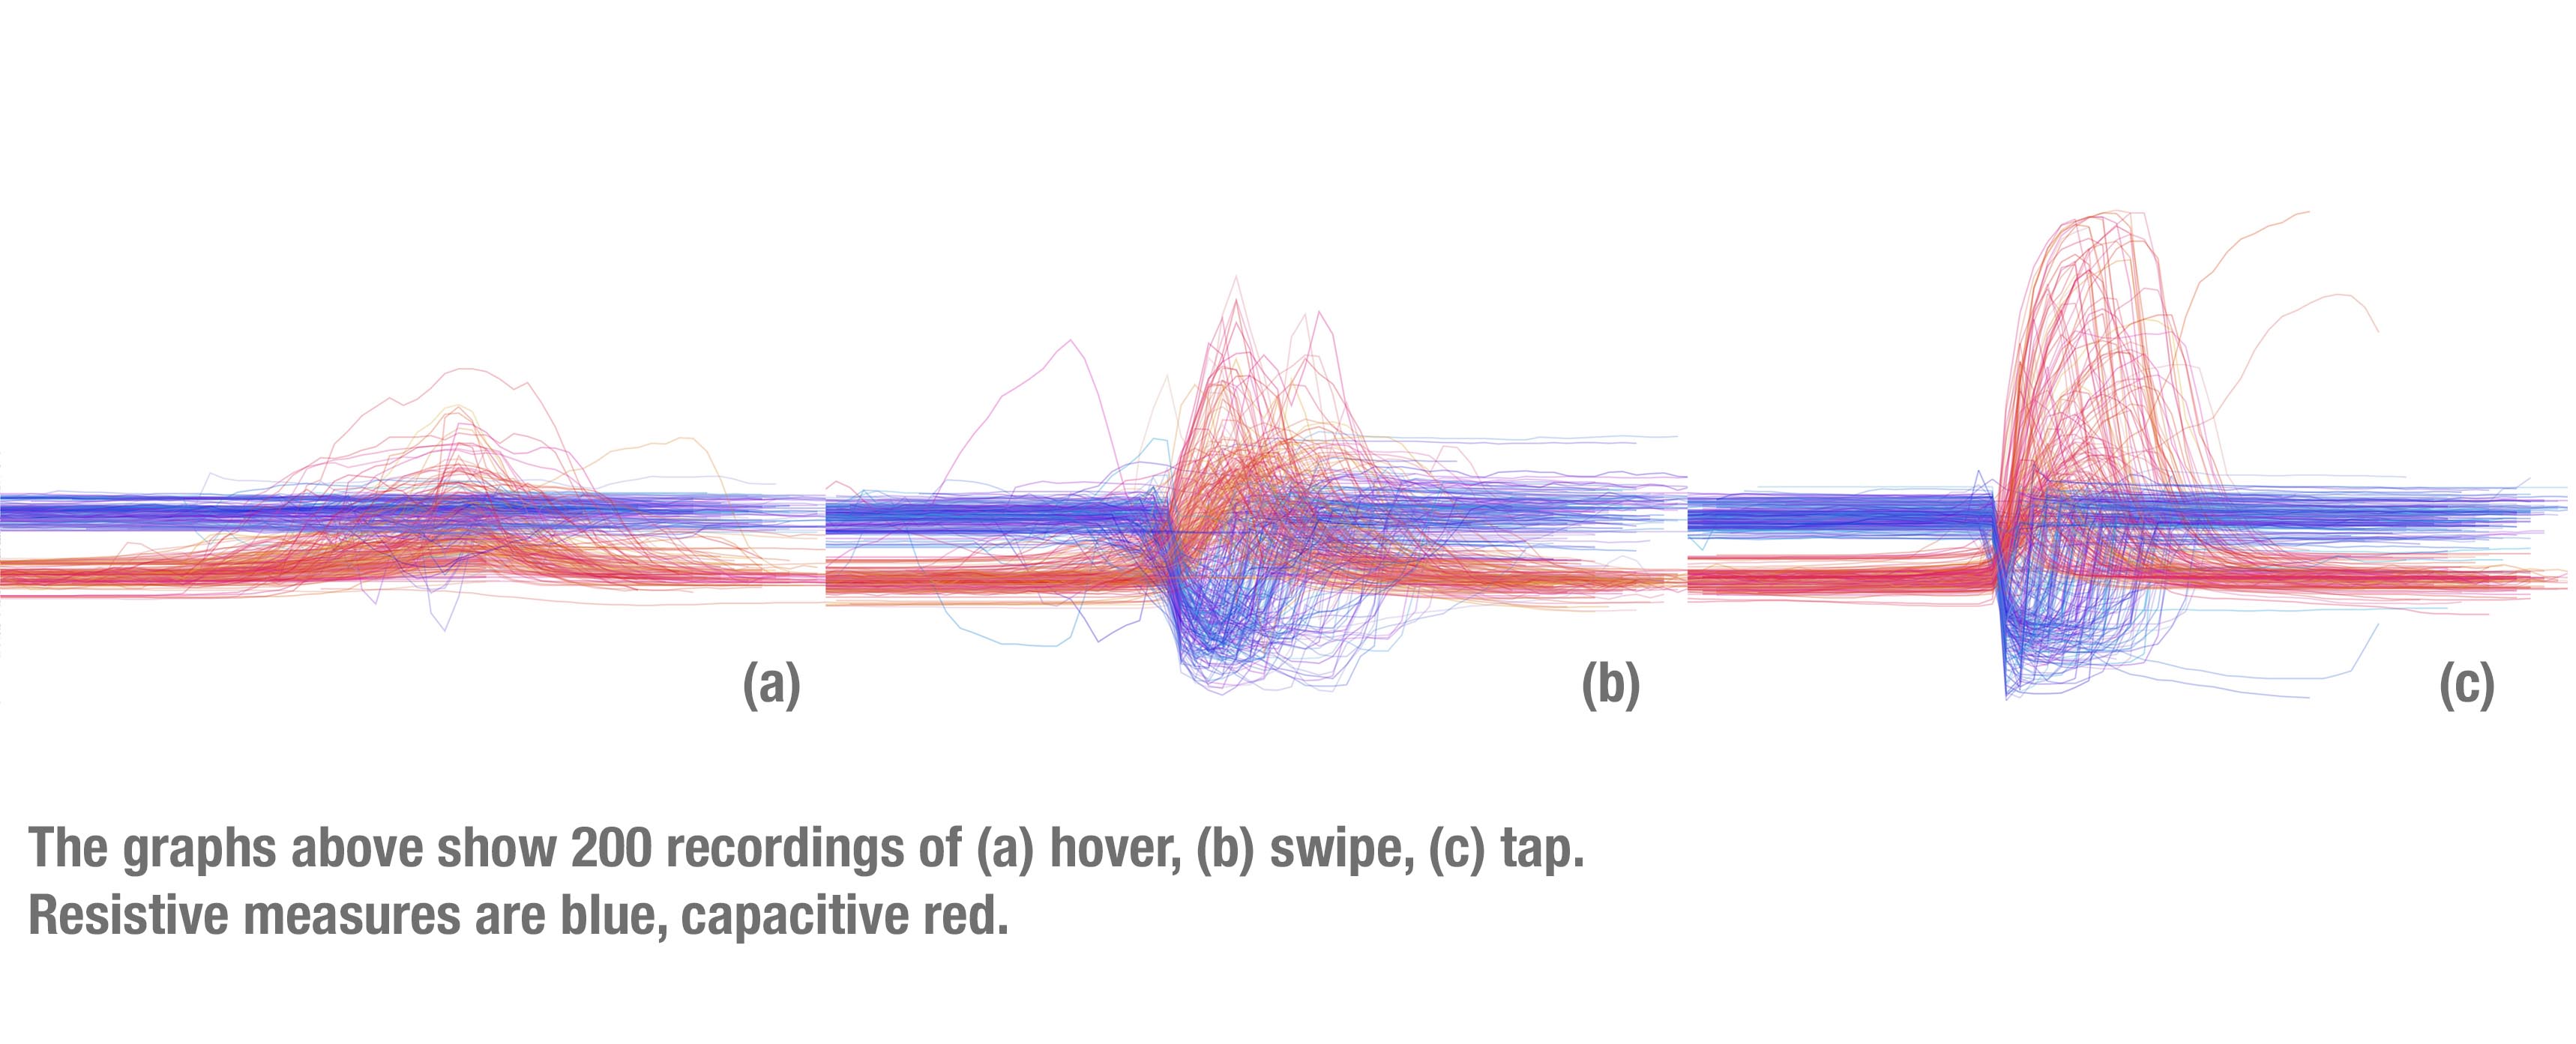 (a) (b) (c)
The graphs above show 200 recordings of (a) hover, (b) swipe, (c) tap.
Resistive measures are blue, capacitive red.